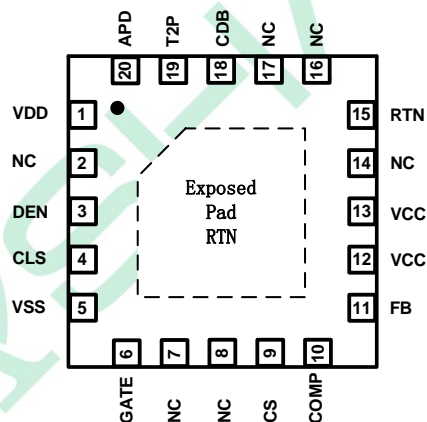 APD T2P CDB NC NC
20 19 18 17 16
VDD 1 15 RTN
NC 2 14 NC
DEN 3 13 VCC
CLS 4 12 VCC
VSS 5 11 FB
Exposed
Pad
RTN
6 7 8 9 10
GATE NC NC CS COMP